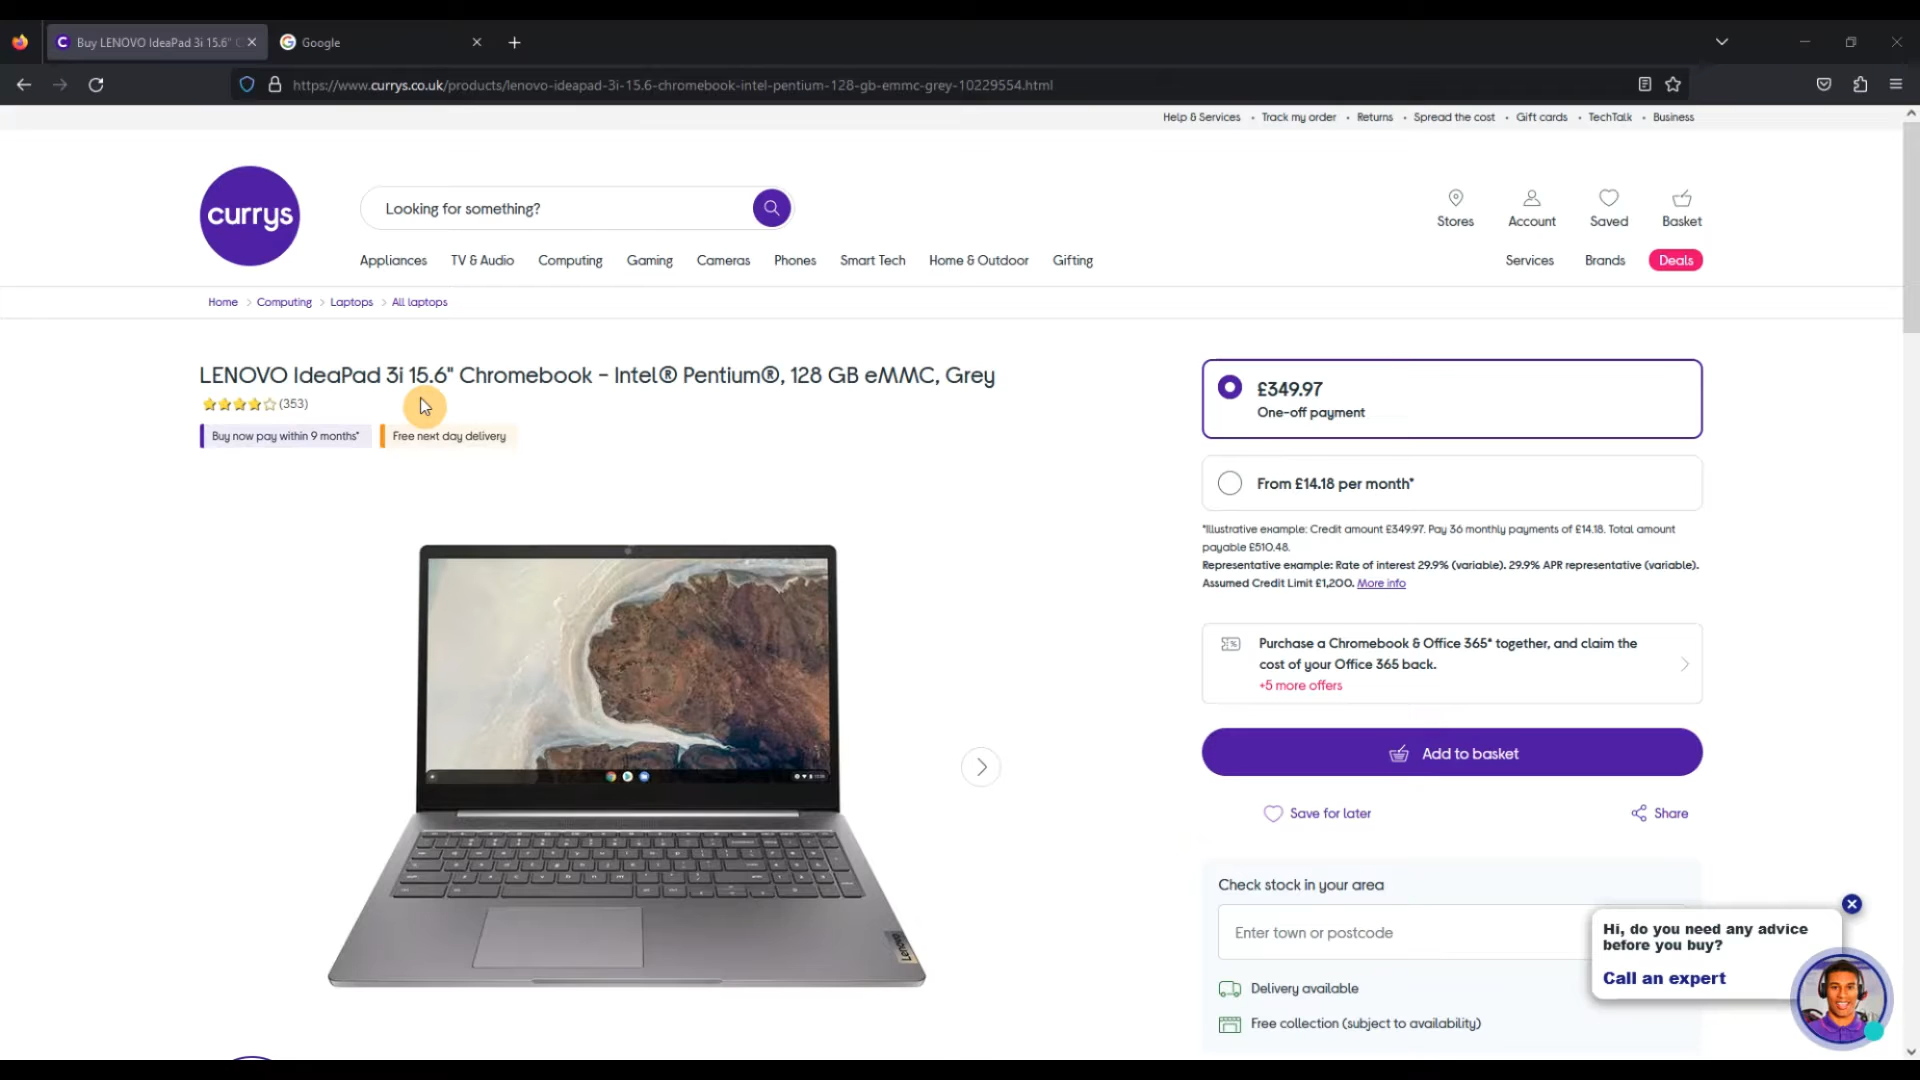 Buy LENOVO IdeaPad 3i 15.6" C
Google
https://www.currys.co.uk/products/lenovo-ideapad-3i-15.6-chromebook-intel-pentium-128-gb-emmc-grey-10229554.html
Help & Services • Track my order • Returns • Spread the cost • Gift cards • TechTalk • Business
currys
Looking for something?
Stores Account Saved Basket
Appliances TV & Audio Computing Gaming Cameras Phones Smart Tech Home & Outdoor Gifting Services Brands Deals
Home > Computing > Laptops > All laptops
LENOVO IdeaPad 3i 15.6" Chromebook - Intel® Pentium®, 128 GB eMMC, Grey
(353)
Buy now pay within 9 months*
Free next day delivery
£349.97
One-off payment
From £14.18 per month*
*Illustrative example: Credit amount £349.97. Pay 36 monthly payments of £14.18. Total amount
payable £510.48.
Representative example: Rate of interest 29.9% (variable). 29.9% APR representative (variable).
Assumed Credit Limit £1,200. More info
Purchase a Chromebook & Office 365* together, and claim the
cost of your Office 365 back.
+5 more offers
Add to basket
Save for later
Share
Lenovo
Check stock in your area
Enter town or postcode
Delivery available
Free collection (subject to availability)
Hi, do you need any advice
before you buy?
Call an expert